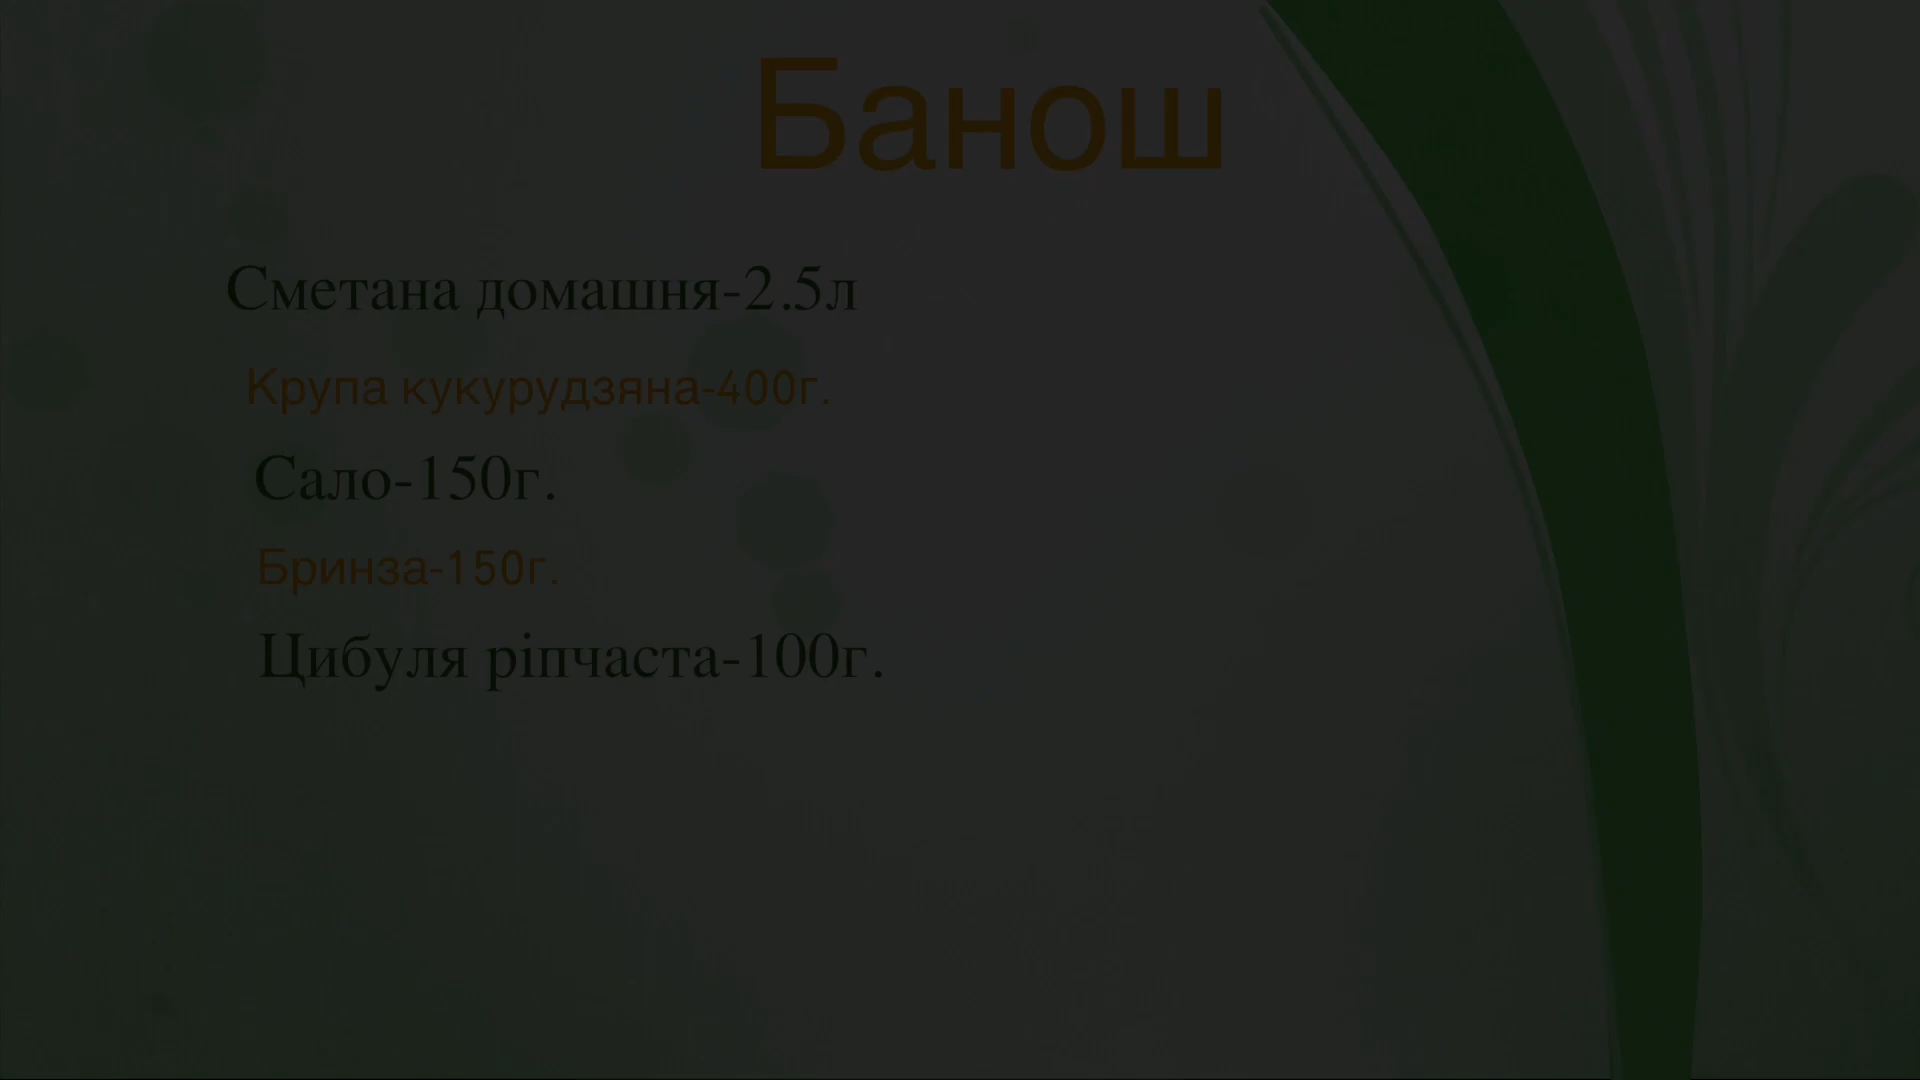 Банош
Сметана домашня-2.5л
Крупа кукурудзяна-400г.
Сало-150г.
Бринза-150г.
Цибуля ріпчаста-100г.